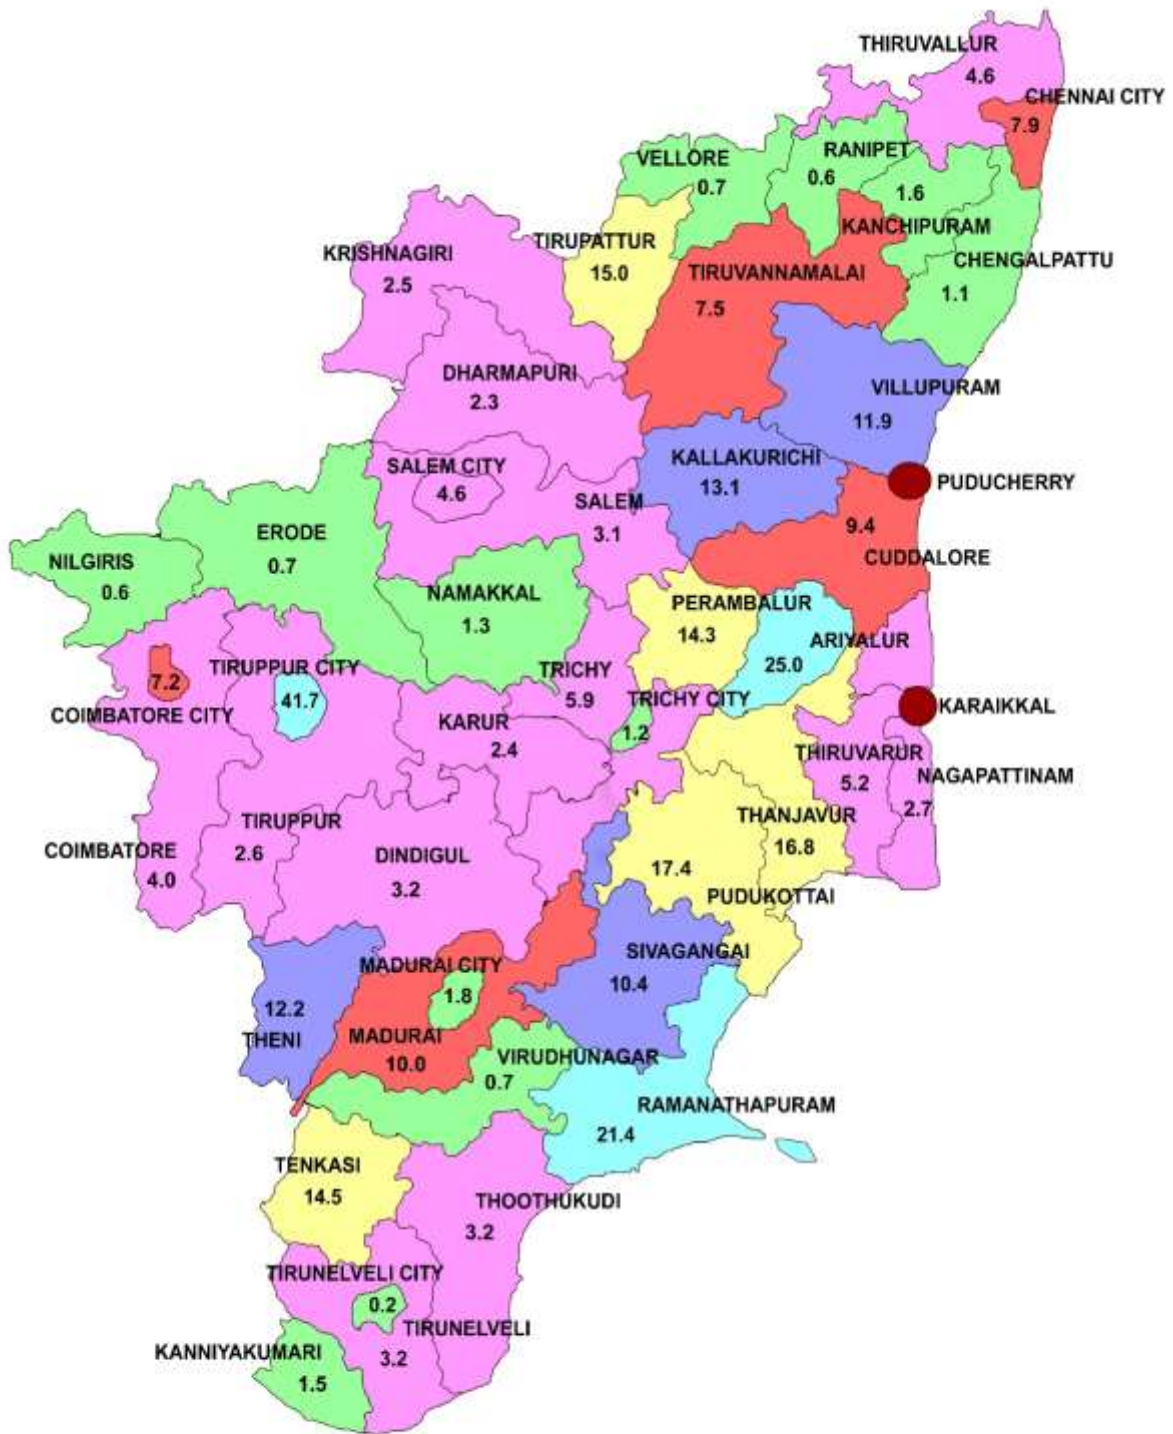 THIRUVALLUR
4.6
CHENNAI CITY
7.9
RANIPET
0.6
VELLORE
0.7
1.6
KANCHIPURAM
TIRUPATTUR
15.0
KRISHNAGIRI
2.5
CHENGALPATTU
1.1
TIRUVANNAMALAI
7.5
DHARMAPURI
2.3
VILLUPURAM
11.9
KALLAKURICHI
13.1
SALEM CITY
4.6
PUDUCHERRY
SALEM
3.1
9.4
CUDDALORE
ERODE
0.7
NILGIRIS
0.6
NAMAKKAL
1.3
PERAMBALUR
14.3
ARIYALUR
25.0
TIRUPPUR CITY
41.7
7.2
COIMBATORE CITY
TRICHY
5.9
TRICHY CITY
1.2
KARAIKKAL
KARUR
2.4
THIRUVARUR
5.2
NAGAPATTINAM
2.7
TIRUPPUR
2.6
THANJAVUR
16.8
COIMBATORE
4.0
DINDIGUL
3.2
17.4
PUDUKOTTAI
SIVAGANGAI
10.4
MADURAI CITY
1.8
12.2
THENI
MADURAI
10.0
VIRUDHUNAGAR
0.7
RAMANATHAPURAM
21.4
TENKASI
14.5
THOOTHUKUDI
3.2
TIRUNELVELI CITY
0.2
TIRUNELVELI
3.2
KANNIYAKUMARI
1.5